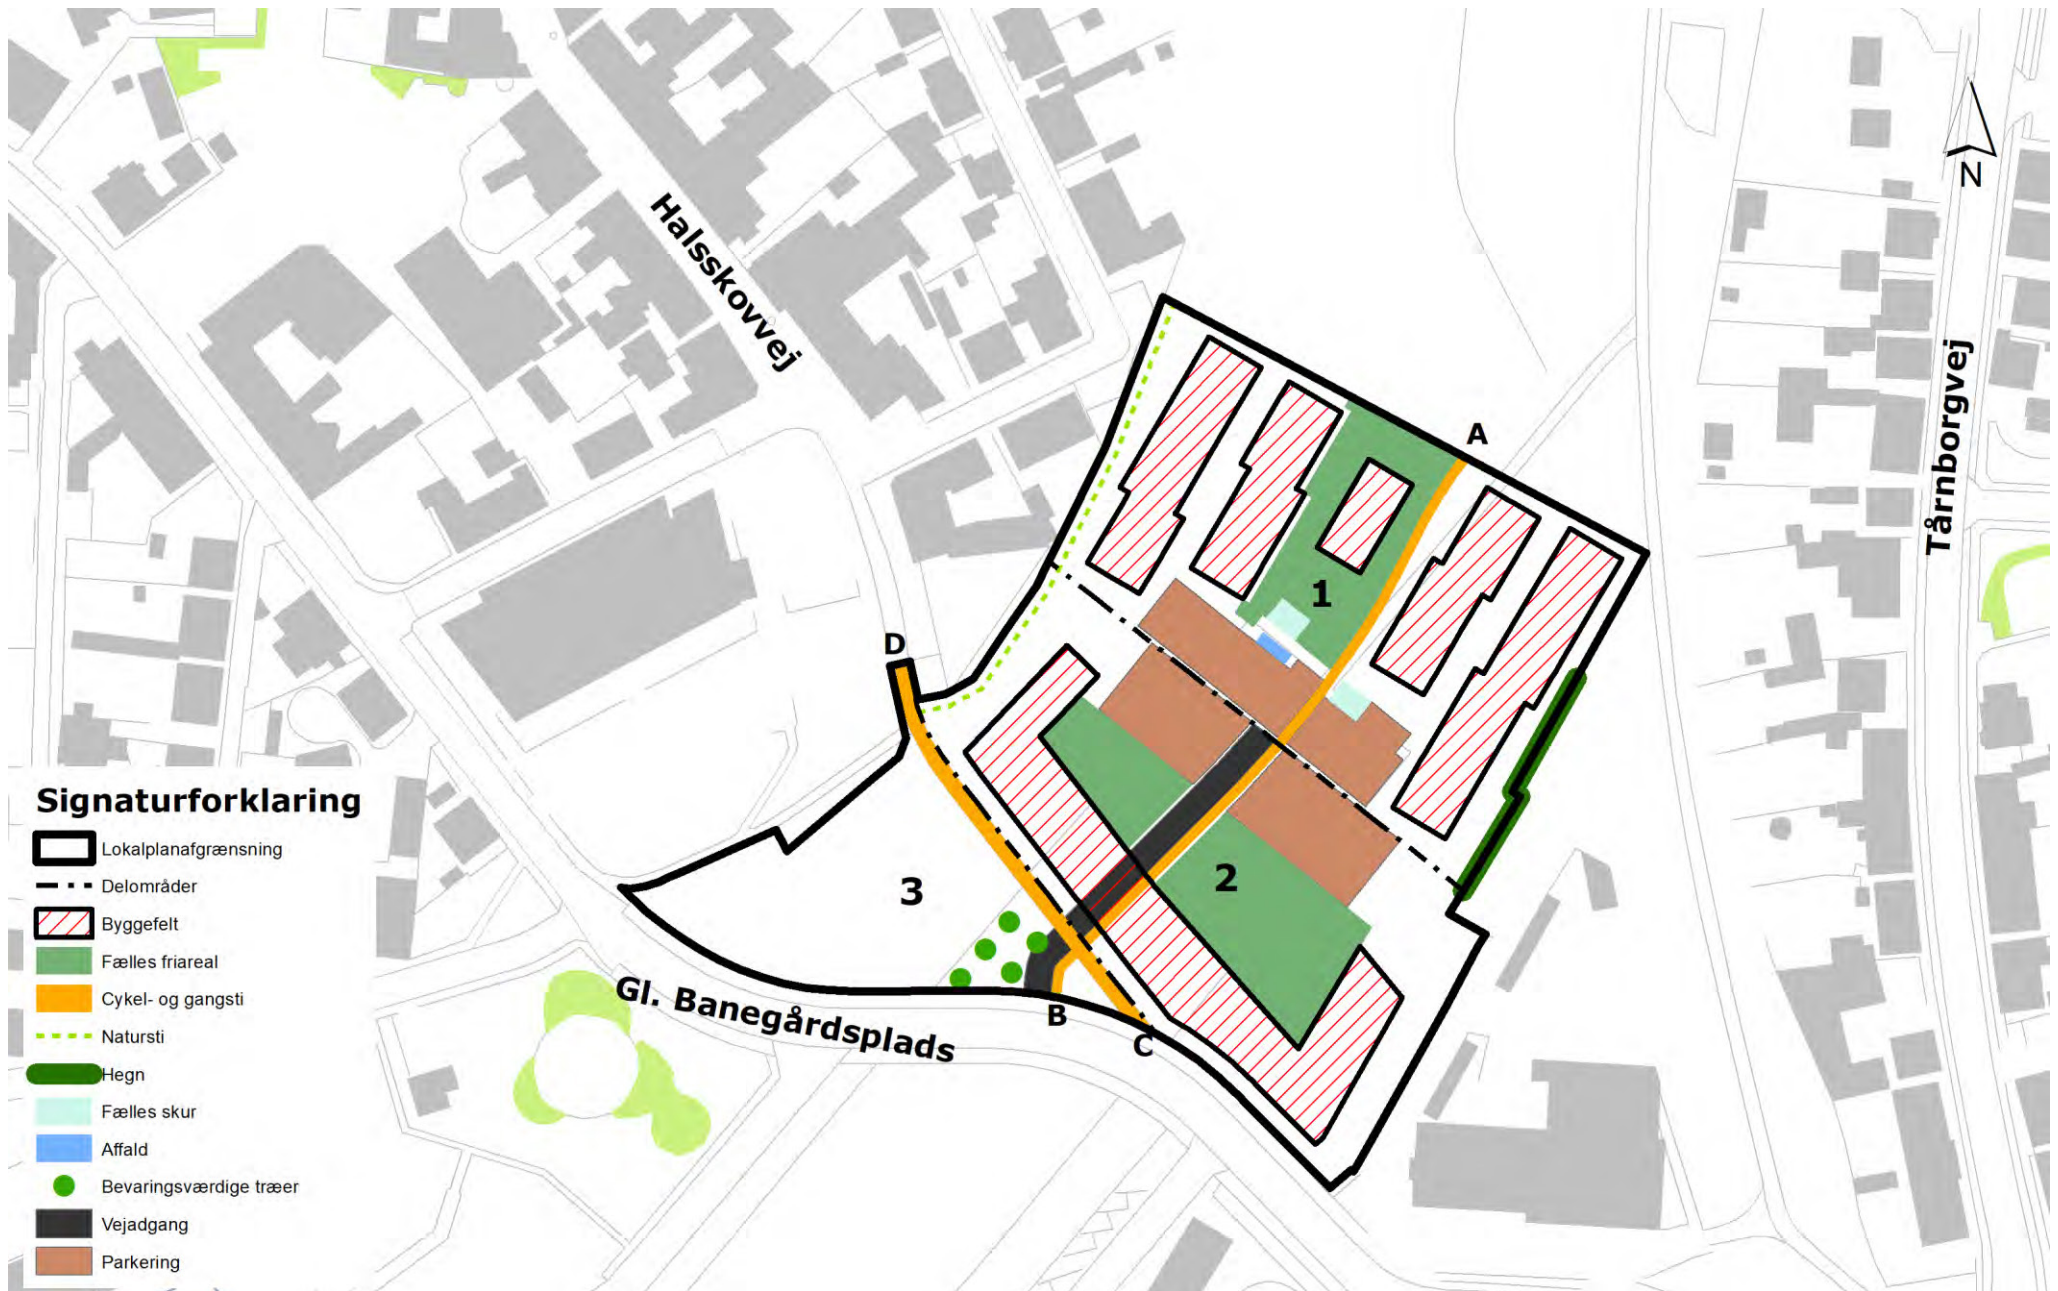 Halsskovvej
N
Tårnborgvej
A
1
D
2
3
B
C
Gl. Banegårdsplads
Signaturforklaring
Lokalplanafgrænsning
Delområder
Byggefelt
Fælles friareal
Cykel- og gangsti
Natursti
Hegn
Fælles skur
Affald
Bevaringsværdige træer
Vejadgang
Parkering